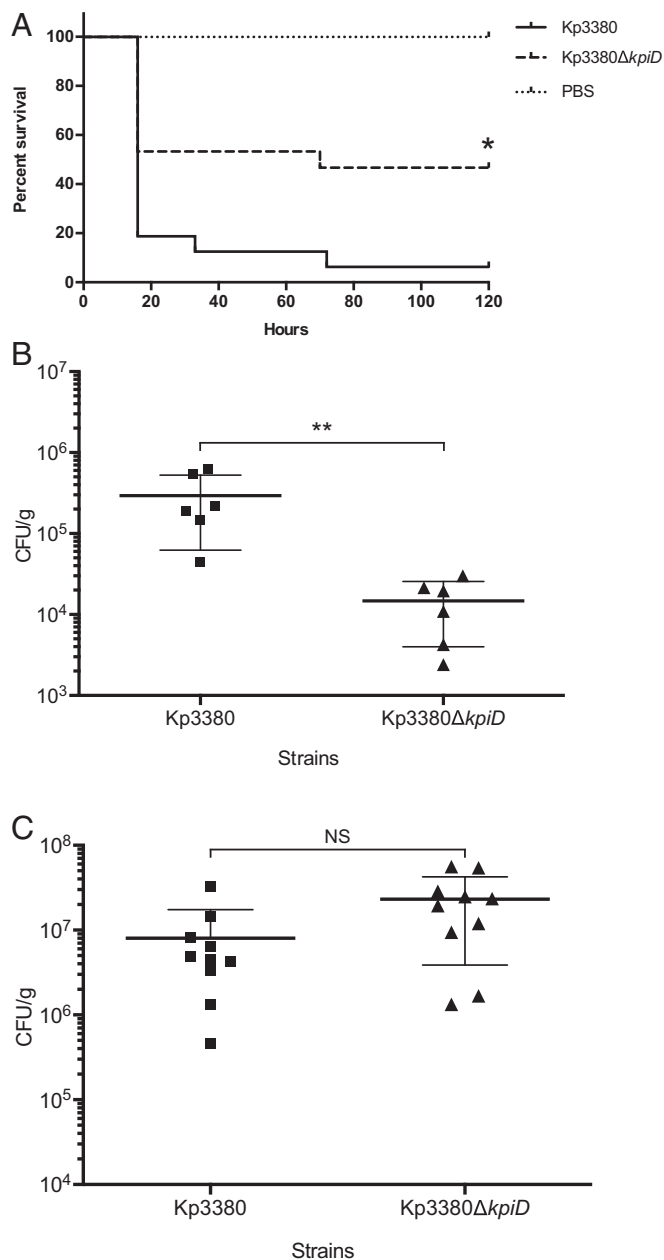 A
Percent survival
100
80
60
40
20
0
0 20 40 60 80 100 120
Hours
*
Kp3380
Kp3380ΔkpiD
PBS
B
CFU/g
10⁷
10⁶
10⁵
10⁴
10³
**
Kp3380 Kp3380ΔkpiD
Strains
C
CFU/g
10⁸
10⁷
10⁶
10⁵
10⁴
NS
Kp3380 Kp3380ΔkpiD
Strains